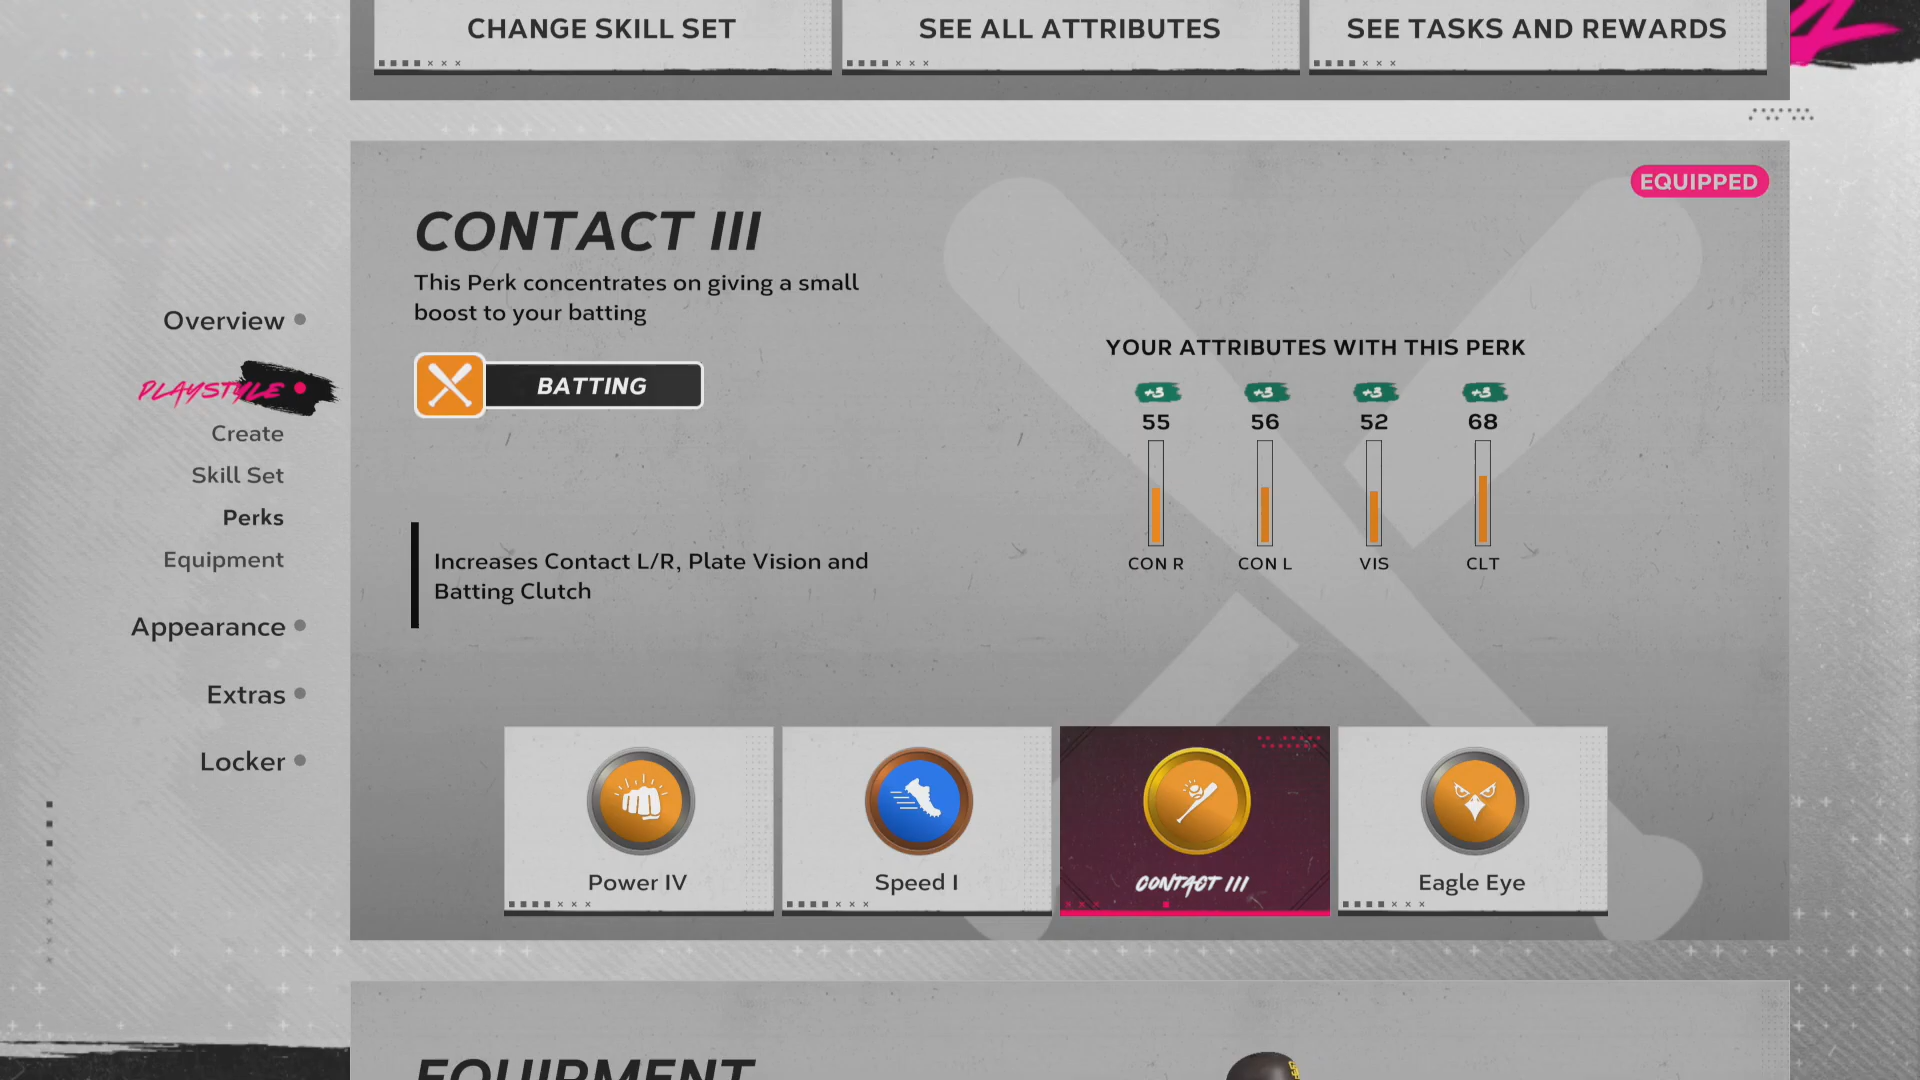 CHANGE SKILL SET
SEE ALL ATTRIBUTES
SEE TASKS AND REWARDS
EQUIPPED
CONTACT III
This Perk concentrates on giving a small
boost to your batting
BATTING
Increases Contact L/R, Plate Vision and
Batting Clutch
YOUR ATTRIBUTES WITH THIS PERK
+3 +3 +3 +3
55 56 52 68
CON R CON L VIS CLT
Overview
PLAYSTYLE
Create
Skill Set
Perks
Equipment
Appearance
Extras
Locker
Power IV
Speed I
CONTACT III
Eagle Eye
EQUIPMENT